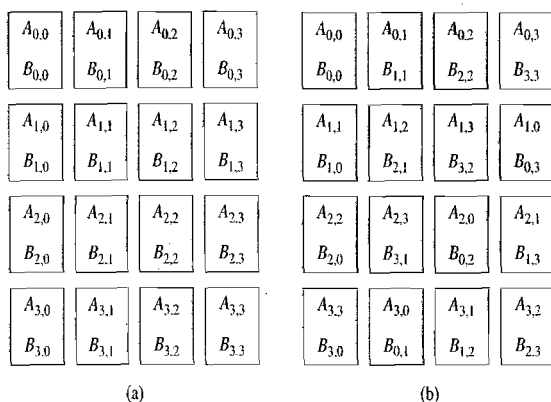 A0,0 A0,1 A0,2 A0,3 A0,0 A0,1 A0,2 A0,3
B0,0 B0,1 B0,2 B0,3 B0,0 B1,1 B2,2 B3,3
A1,0 A1,1 A1,2 A1,3 A1,1 A1,2 A1,3 A1,0
B1,0 B1,1 B1,2 B1,3 B1,0 B2,1 B3,2 B0,3
A2,0 A2,1 A2,2 A2,3 A2,2 A2,3 A2,0 A2,1
B2,0 B2,1 B2,2 B2,3 B2,0 B3,1 B0,2 B1,3
A3,0 A3,1 A3,2 A3,3 A3,3 A3,0 A3,1 A3,2
B3,0 B3,1 B3,2 B3,3 B3,0 B0,1 B1,2 B2,3
(a) (b)